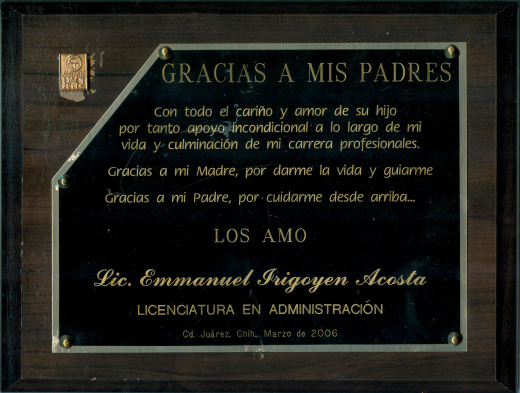 GRACIAS A MIS PADRES
Con todo el cariño y amor de su hijo
por tanto apoyo incondicional a lo largo de mi
vida y culminación de mi carrera profesionales.
Gracias a mi Madre, por darme la vida y guiarme
Gracias a mi Padre, por cuidarme desde arriba...
LOS AMO
Lic. Emmanuel Irigoyen Acosta
LICENCIATURA EN ADMINISTRACIÓN
Cd. Juárez, Chih., Marzo de 2006